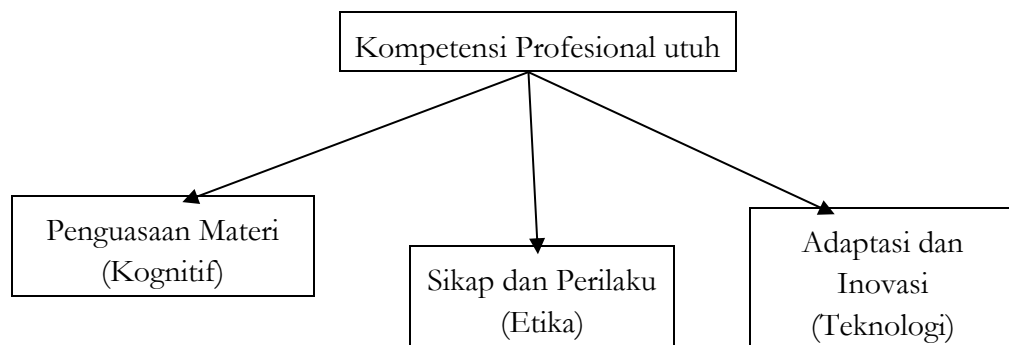 Kompetensi Profesional utuh
Penguasaan Materi
(Kognitif)
Sikap dan Perilaku
(Etika)
Adaptasi dan
Inovasi
(Teknologi)